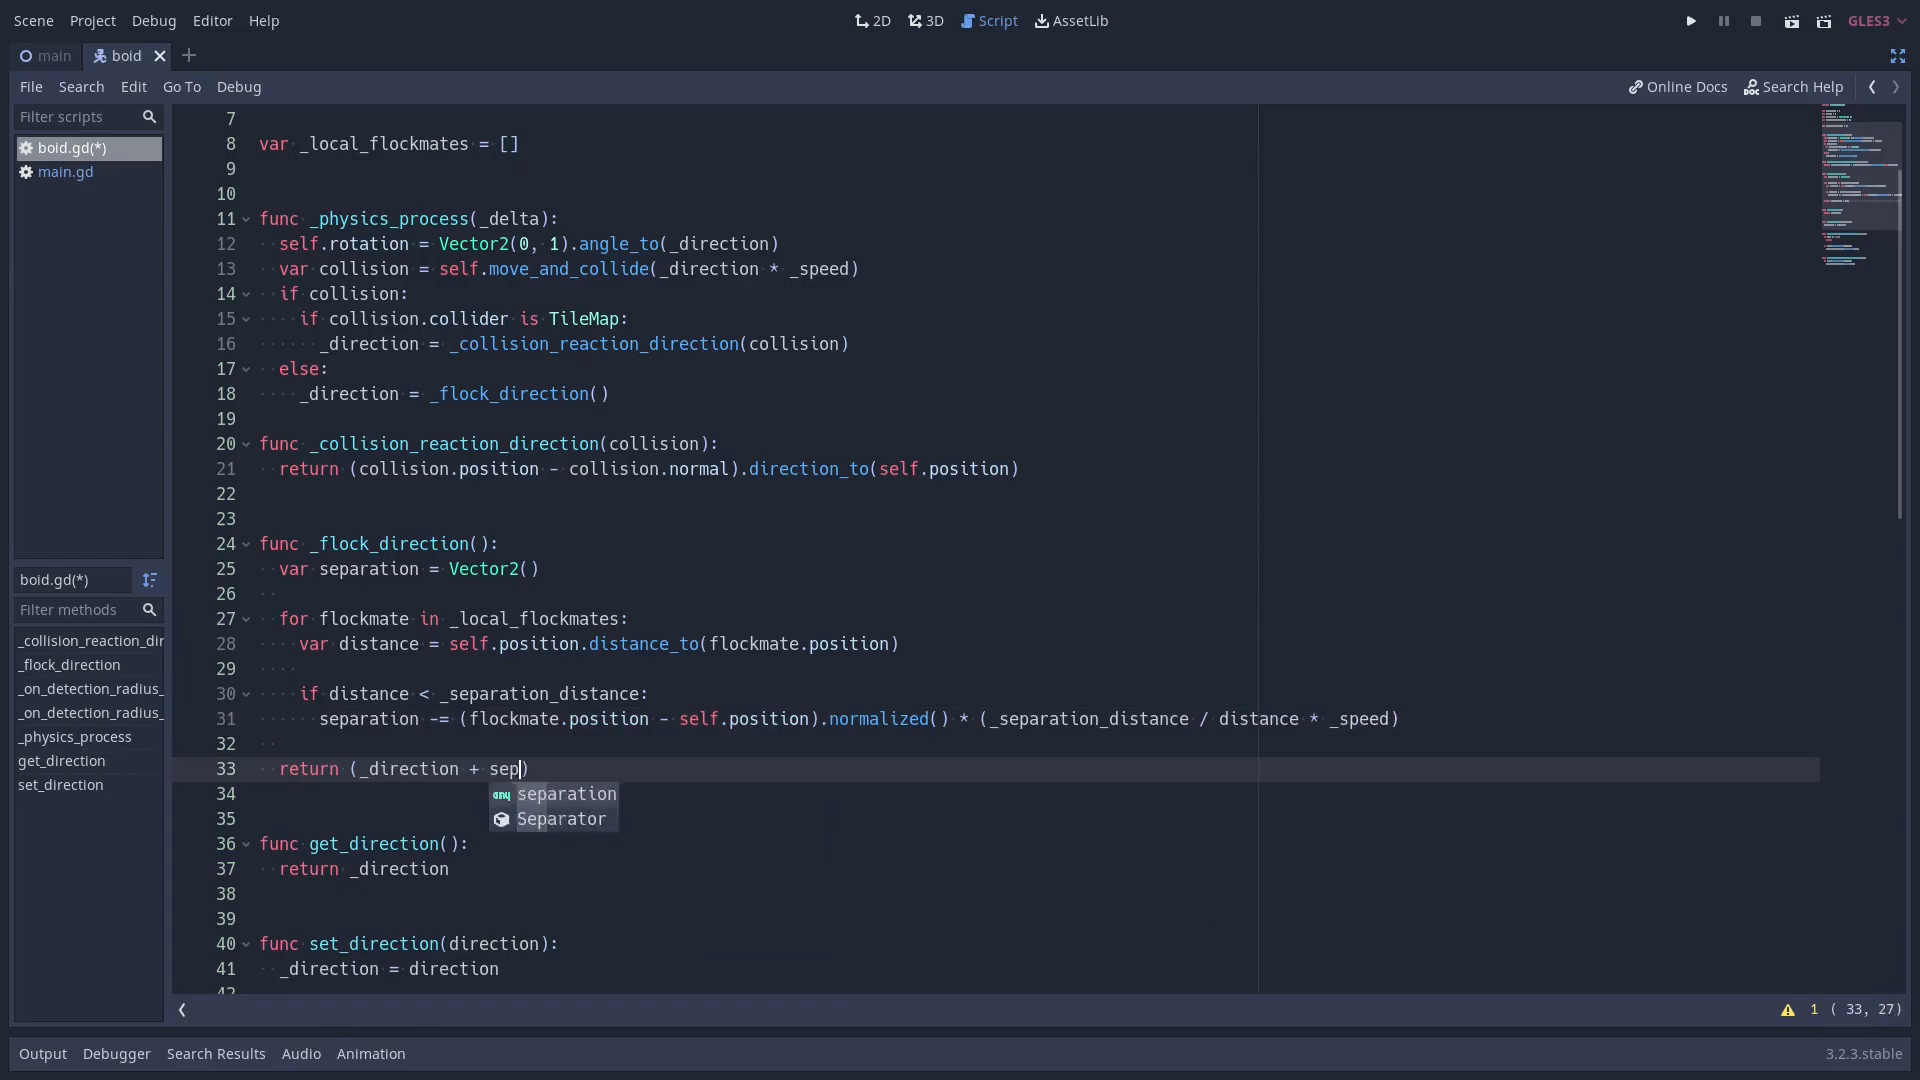 Scene Project Debug Editor Help
2D 3D Script AssetLib
GLES3
main boid
File Search Edit Go To Debug
Online Docs Search Help
Filter scripts
boid.gd(*)
main.gd
boid.gd(*)
Filter methods
_collision_reaction_dir
_flock_direction
_on_detection_radius_
_on_detection_radius_
_physics_process
get_direction
set_direction
7
8 var _local_flockmates = []
9
10
11 func _physics_process(_delta):
12 self.rotation = Vector2(0, 1).angle_to(_direction)
13 var collision = self.move_and_collide(_direction * _speed)
14 if collision:
15 if collision.collider is TileMap:
16 _direction = _collision_reaction_direction(collision)
17 else:
18 _direction = _flock_direction()
19
20 func _collision_reaction_direction(collision):
21 return (collision.position - collision.normal).direction_to(self.position)
22
23
24 func _flock_direction():
25 var separation = Vector2()
26
27 for flockmate in _local_flockmates:
28 var distance = self.position.distance_to(flockmate.position)
29
30 if distance < _separation_distance:
31 separation -= (flockmate.position - self.position).normalized() * (_separation_distance / distance * _speed)
32
33 return (_direction + sep)
34 separation
35 Separator
36 func get_direction():
37 return _direction
38
39
40 func set_direction(direction):
41 _direction = direction
42
1 ( 33, 27)
Output Debugger Search Results Audio Animation
3.2.3.stable